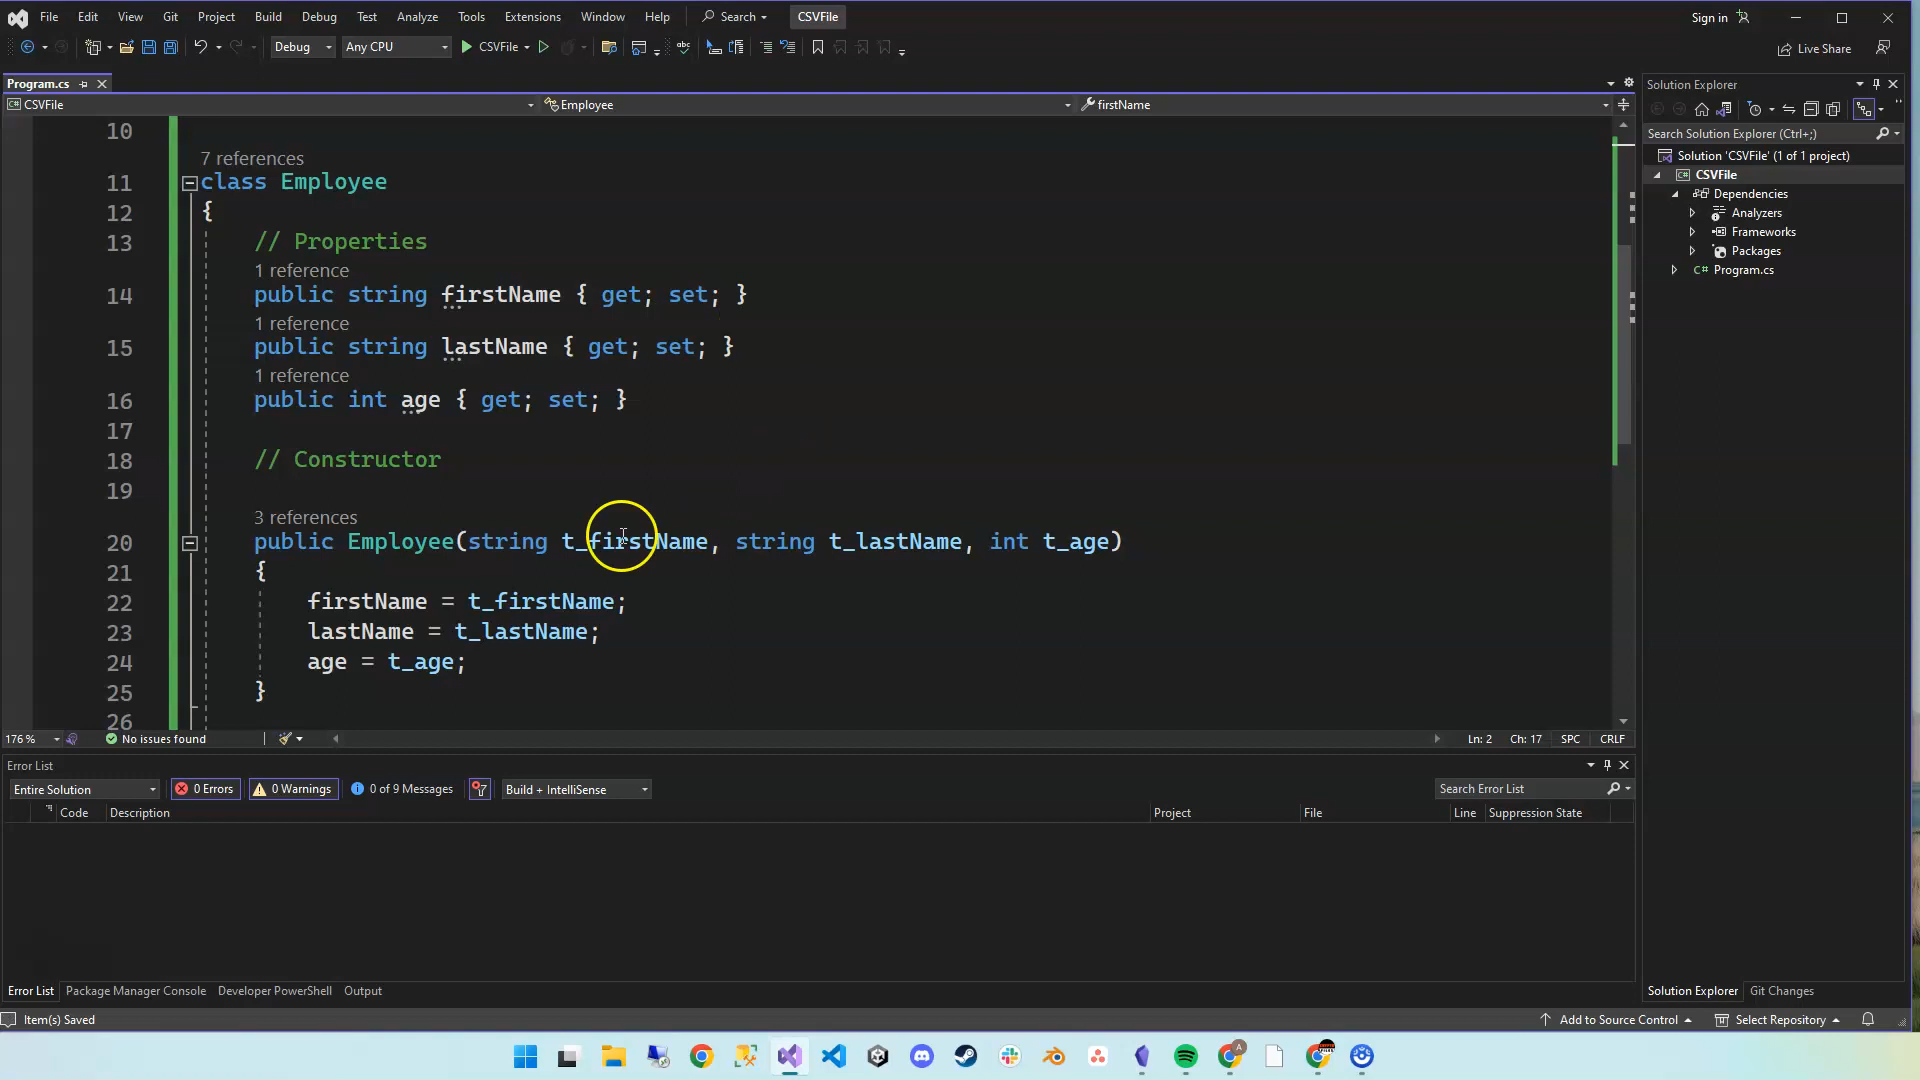 File Edit View Git Project Build Debug Test Analyze Tools Extensions Window Help Search CSVFile Sign in
Debug Any CPU CSVFile Live Share
Program.cs
CSVFile Employee firstName
10
7 references
11 class Employee
12 {
13 // Properties
1 reference
14 public string firstName { get; set; }
1 reference
15 public string lastName { get; set; }
1 reference
16 public int age { get; set; }
17
18 // Constructor
19
3 references
20 public Employee(string t_firstName, string t_lastName, int t_age)
21 {
22 firstName = t_firstName;
23 lastName = t_lastName;
24 age = t_age;
25 }
26
176 % No issues found Ln: 2 Ch: 17 SPC CRLF
Error List
Entire Solution 0 Errors 0 Warnings 0 of 9 Messages Build + IntelliSense Search Error List
Code Description Project File Line Suppression State
Error List Package Manager Console Developer PowerShell Output
Solution Explorer
Search Solution Explorer (Ctrl+;)
Solution 'CSVFile' (1 of 1 project)
C# CSVFile
Dependencies
Analyzers
Frameworks
Packages
C# Program.cs
Solution Explorer Git Changes
Item(s) Saved Add to Source Control Select Repository